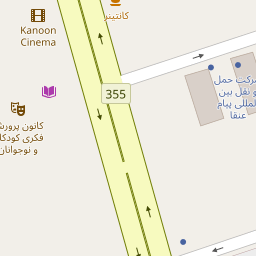 کانتینر
Kanoon
Cinema
355
شرکت حمل
و نقل بین
المللی پیام
عنقا
کانون پرورش
فکری کودکان
و نوجوانان